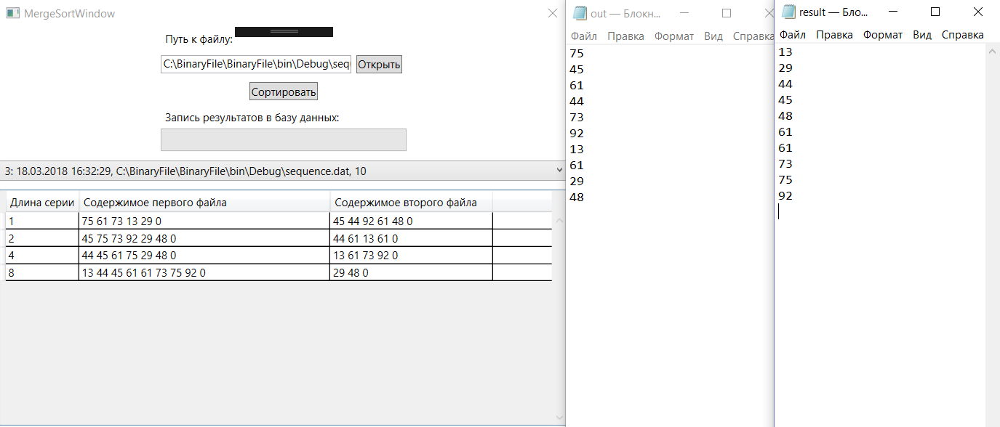 MergeSortWindow
Путь к файлу:
C:\BinaryFile\BinaryFile\bin\Debug\seq
Открыть
Сортировать
Запись результатов в базу данных:
3: 18.03.2018 16:32:29, C:\BinaryFile\BinaryFile\bin\Debug\sequence.dat, 10
Длина серии Содержимое первого файла Содержимое второго файла
1 75 61 73 13 29 0 45 44 92 61 48 0
2 45 75 73 92 29 48 0 44 61 13 61 0
4 44 45 61 75 29 48 0 13 61 73 92 0
8 13 44 45 61 61 73 75 92 0 29 48 0
out — Блокн...
Файл Правка Формат Вид Справка
75
45
61
44
73
92
13
61
29
48
result — Бло...
Файл Правка Формат Вид Справка
13
29
44
45
48
61
61
73
75
92